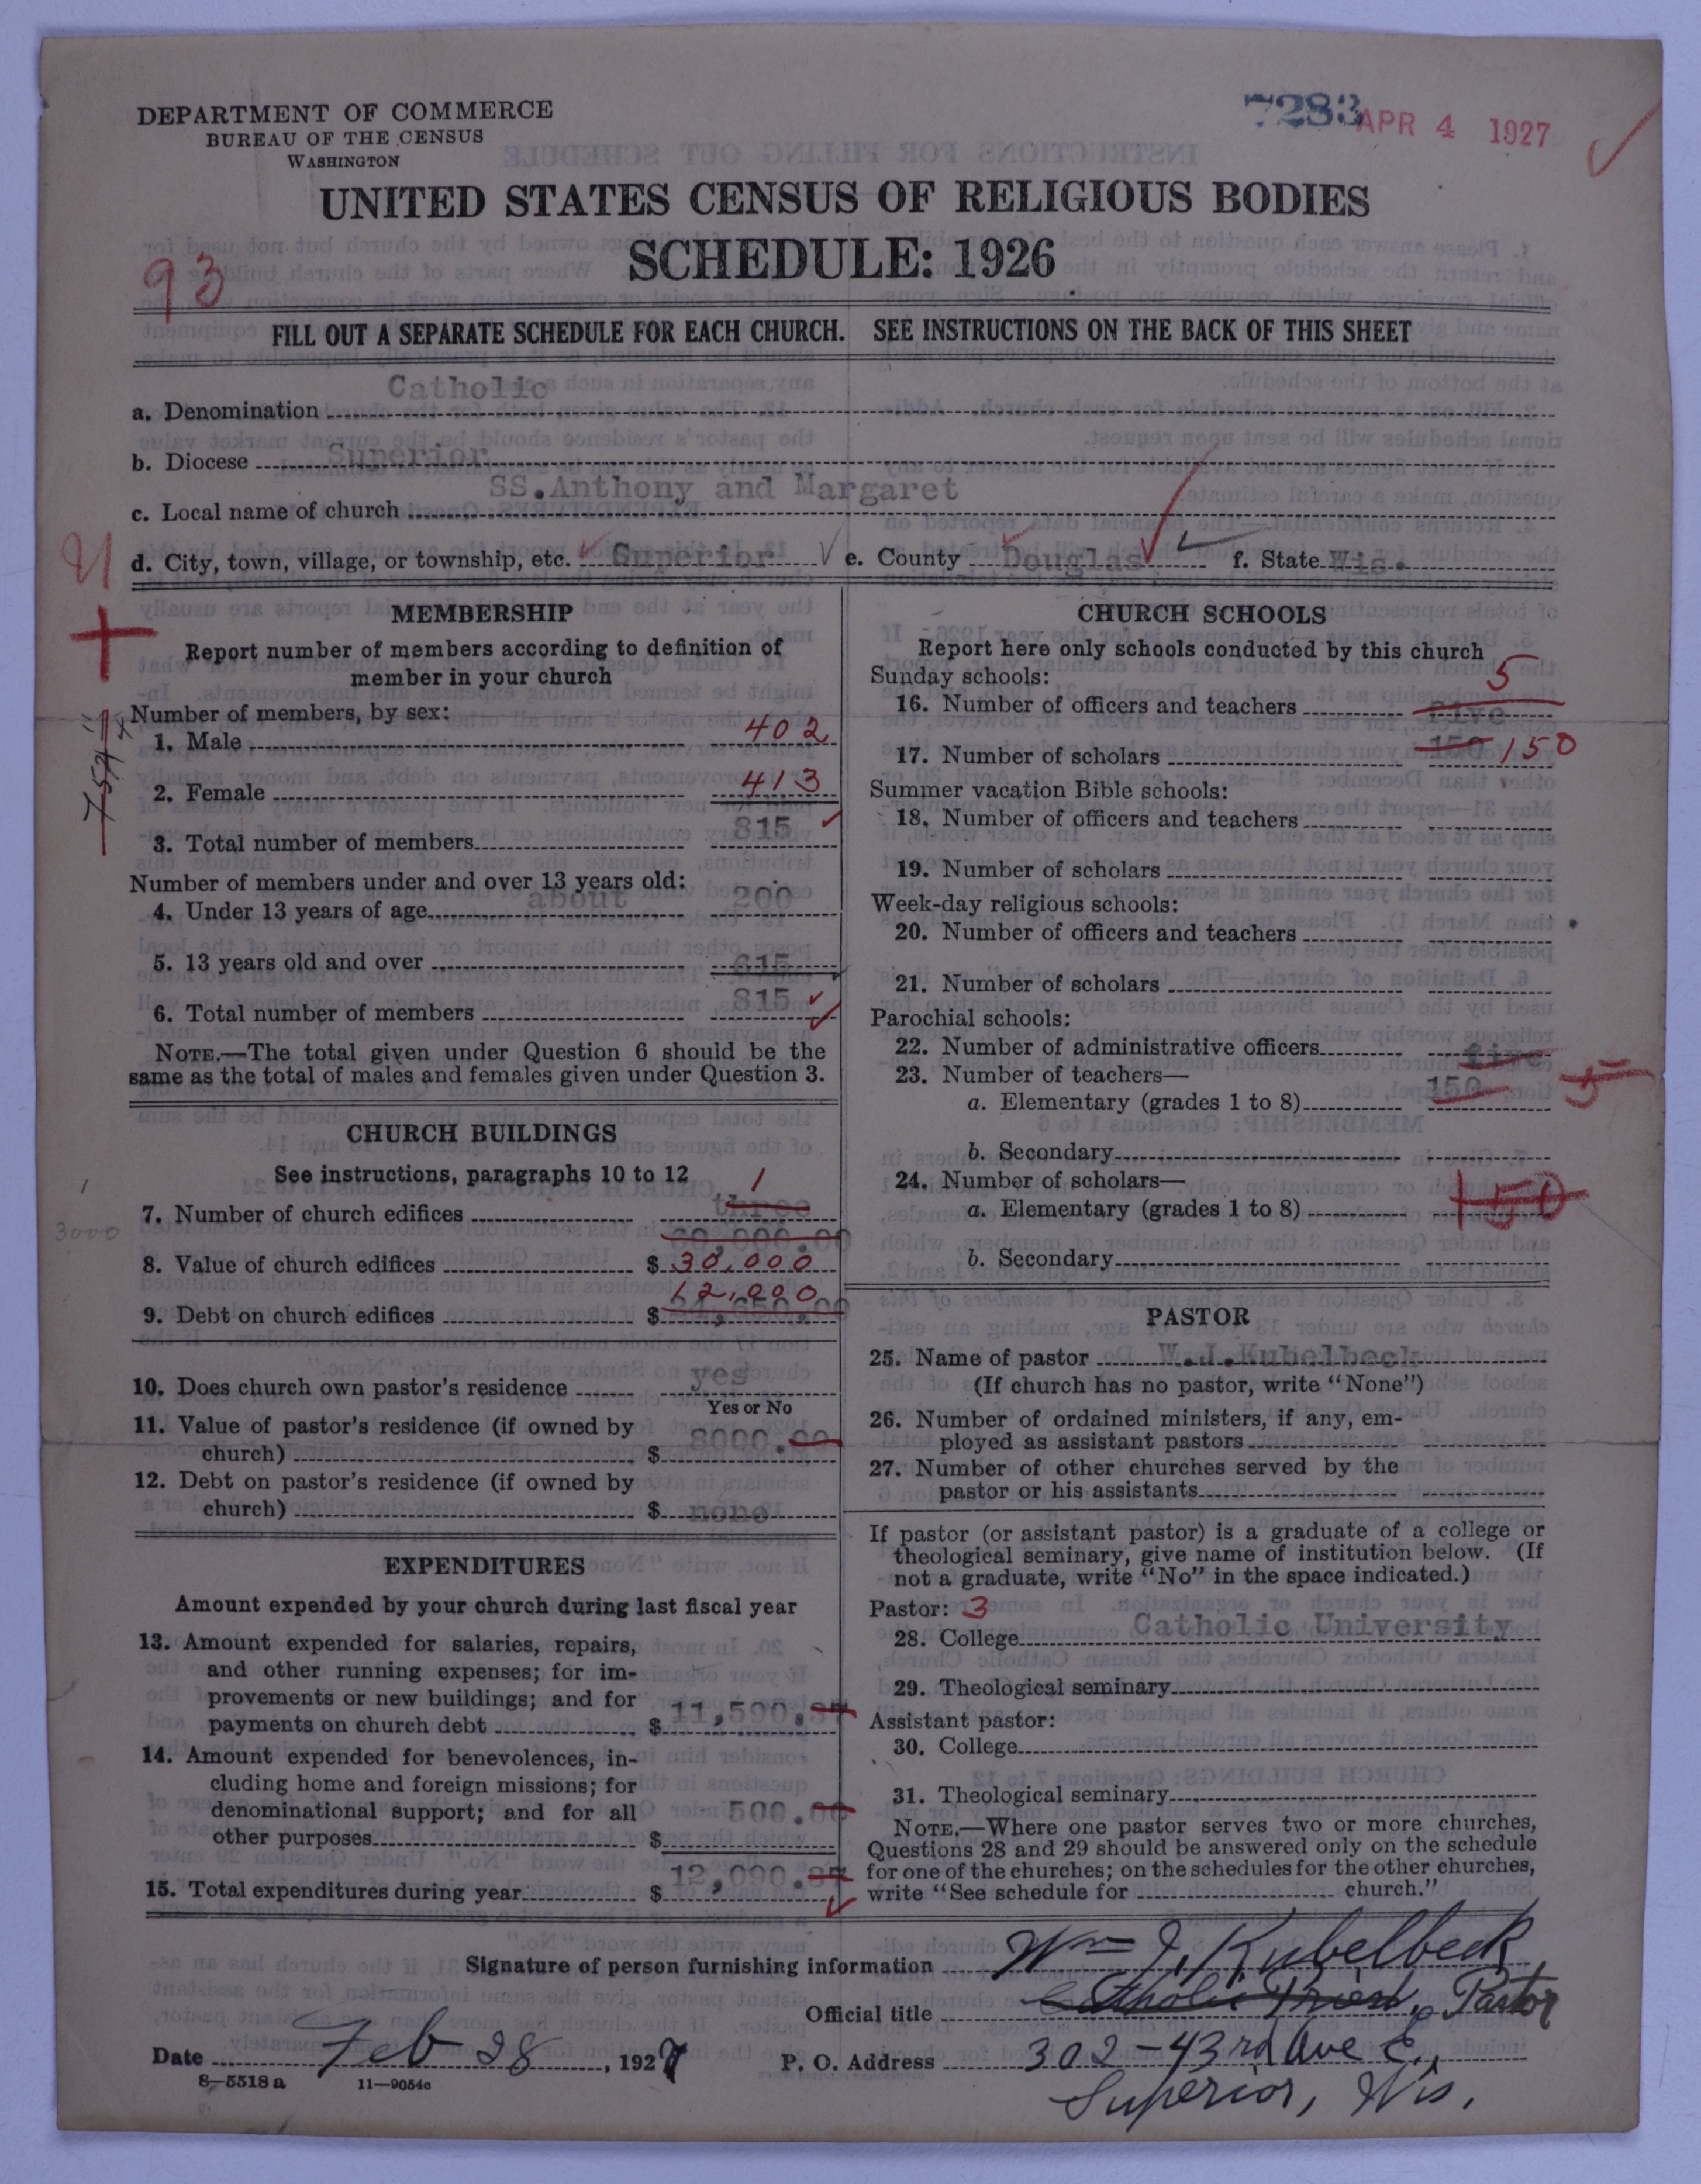 DEPARTMENT OF COMMERCE
BUREAU OF THE CENSUS
WASHINGTON
7283
APR 4 1927
UNITED STATES CENSUS OF RELIGIOUS BODIES
SCHEDULE: 1926
93
FILL OUT A SEPARATE SCHEDULE FOR EACH CHURCH. SEE INSTRUCTIONS ON THE BACK OF THIS SHEET
a. Denomination Catholic
b. Diocese Superior
c. Local name of church SS.Anthony and Margaret
d. City, town, village, or township, etc. Superior e. County Douglas f. State Wis.
MEMBERSHIP
Report number of members according to definition of
member in your church
Number of members, by sex:
1. Male 402
2. Female 413
3. Total number of members 815
Number of members under and over 13 years old:
4. Under 13 years of age about 200
5. 13 years old and over 615
6. Total number of members 815
NOTE.—The total given under Question 6 should be the
same as the total of males and females given under Question 3.
CHURCH BUILDINGS
See instructions, paragraphs 10 to 12
1
7. Number of church edifices three
3000
8. Value of church edifices $ 30,000
12,000
9. Debt on church edifices $
10. Does church own pastor's residence yes
Yes or No
11. Value of pastor's residence (if owned by
church) $ 8000.00
12. Debt on pastor's residence (if owned by
church) $ none
EXPENDITURES
Amount expended by your church during last fiscal year
13. Amount expended for salaries, repairs,
and other running expenses; for im-
provements or new buildings; and for
payments on church debt $ 11,590.37
14. Amount expended for benevolences, in-
cluding home and foreign missions; for
denominational support; and for all
other purposes $ 500.00
15. Total expenditures during year $ 12,090.37
CHURCH SCHOOLS
Report here only schools conducted by this church
Sunday schools:
16. Number of officers and teachers five 5
17. Number of scholars 150 150
Summer vacation Bible schools:
18. Number of officers and teachers
19. Number of scholars
Week-day religious schools:
20. Number of officers and teachers
21. Number of scholars
Parochial schools:
22. Number of administrative officers five
23. Number of teachers—
a. Elementary (grades 1 to 8) 150 5
b. Secondary
24. Number of scholars—
a. Elementary (grades 1 to 8) 150
b. Secondary
PASTOR
25. Name of pastor W.J.Kubelbeck
(If church has no pastor, write "None")
26. Number of ordained ministers, if any, em-
ployed as assistant pastors
27. Number of other churches served by the
pastor or his assistants
If pastor (or assistant pastor) is a graduate of a college or
theological seminary, give name of institution below. (If
not a graduate, write "No" in the space indicated.)
Pastor: 3
28. College Catholic University
29. Theological seminary
Assistant pastor:
30. College
31. Theological seminary
NOTE.—Where one pastor serves two or more churches,
Questions 28 and 29 should be answered only on the schedule
for one of the churches; on the schedules for the other churches,
write "See schedule for church."
Signature of person furnishing information Wm J. Kubelbeck
Official title Catholic Priest, Pastor
Date Feb 28, 1927 P. O. Address 302-43rd Ave E.,
Superior, Wis.
8—5518 a 11—9054c